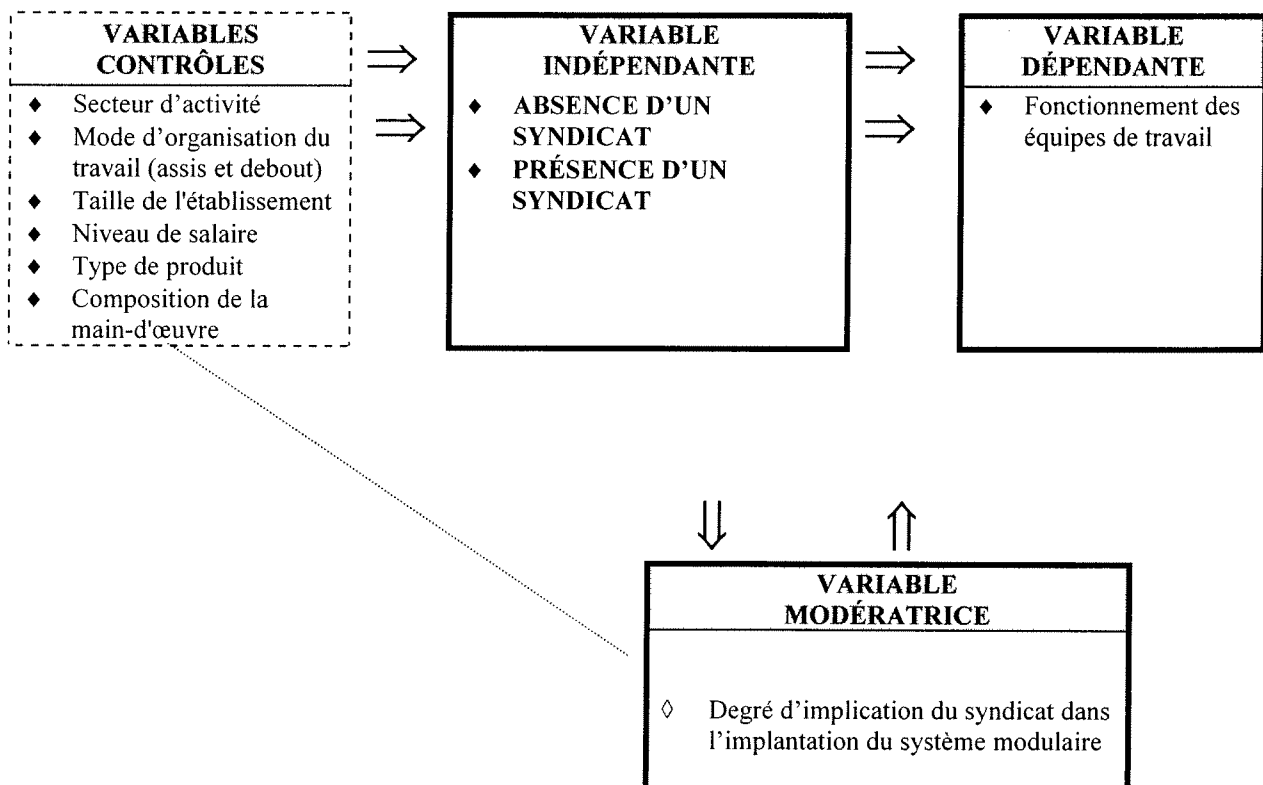 VARIABLES
CONTRÔLES
♦ Secteur d'activité
♦ Mode d'organisation du
travail (assis et debout)
♦ Taille de l'établissement
♦ Niveau de salaire
♦ Type de produit
♦ Composition de la
main-d'œuvre
VARIABLE
INDÉPENDANTE
♦ ABSENCE D'UN
SYNDICAT
♦ PRÉSENCE D'UN
SYNDICAT
VARIABLE
DÉPENDANTE
♦ Fonctionnement des
équipes de travail
VARIABLE
MODÉRATRICE
◊ Degré d'implication du syndicat dans
l'implantation du système modulaire